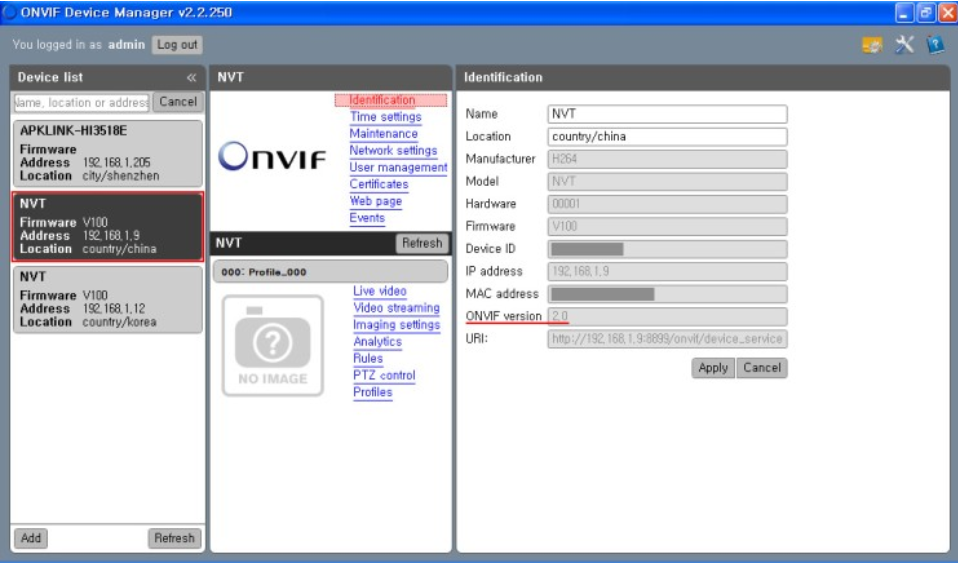 ONVIF Device Manager v2.2.250
You logged in as admin Log out
Device list «
Name, location or address Cancel
APKLINK-HI3518E
Firmware
Address 192,168,1,205
Location city/shenzhen
NVT
Firmware V100
Address 192,168,1,9
Location country/china
NVT
Firmware V100
Address 192,168,1,12
Location country/korea
Add Refresh
NVT
ONVIF
Identification
Time settings
Maintenance
Network settings
User management
Certificates
Web page
Events
NVT Refresh
000: Profile_000
NO IMAGE
Live video
Video streaming
Imaging settings
Analytics
Rules
PTZ control
Profiles
Identification
Name NVT
Location country/china
Manufacturer H264
Model NVT
Hardware 00001
Firmware V100
Device ID
IP address 192,168,1,9
MAC address
ONVIF version 2,0
URI: http://192,168,1,9:8899/onvif/device_service
Apply Cancel